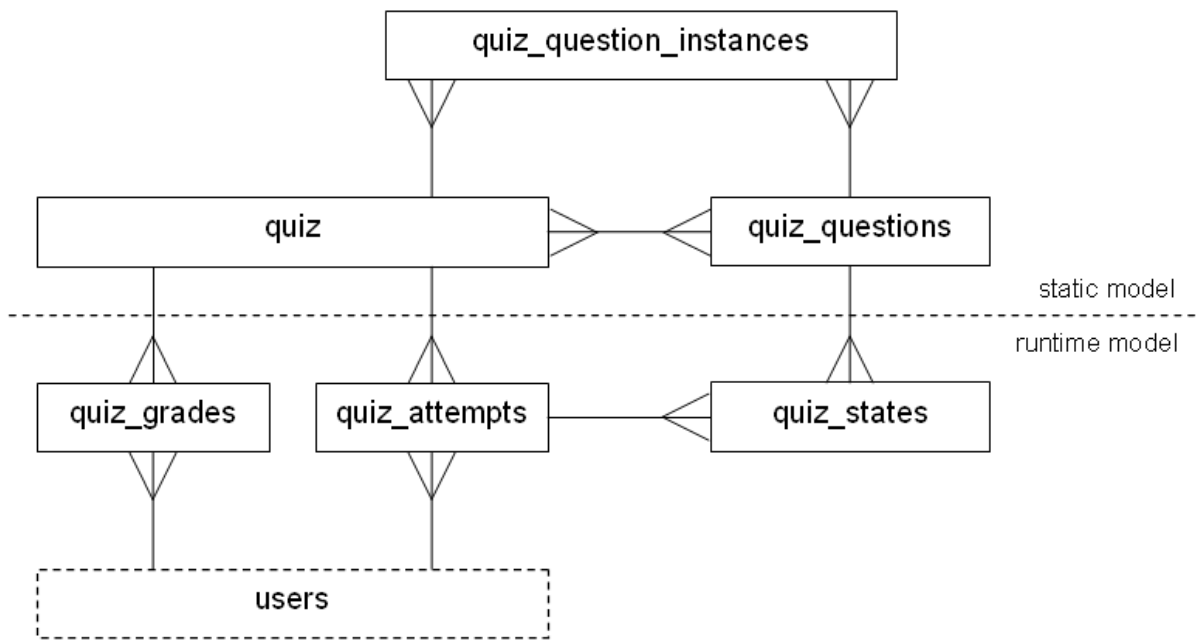 quiz_question_instances
quiz
quiz_questions
static model
runtime model
quiz_grades
quiz_attempts
quiz_states
users